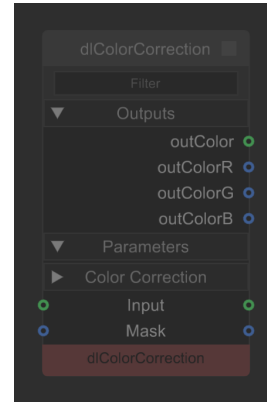 dlColorCorrection
Filter
Outputs
outColor
outColorR
outColorG
outColorB
Parameters
Color Correction
Input
Mask
dlColorCorrection